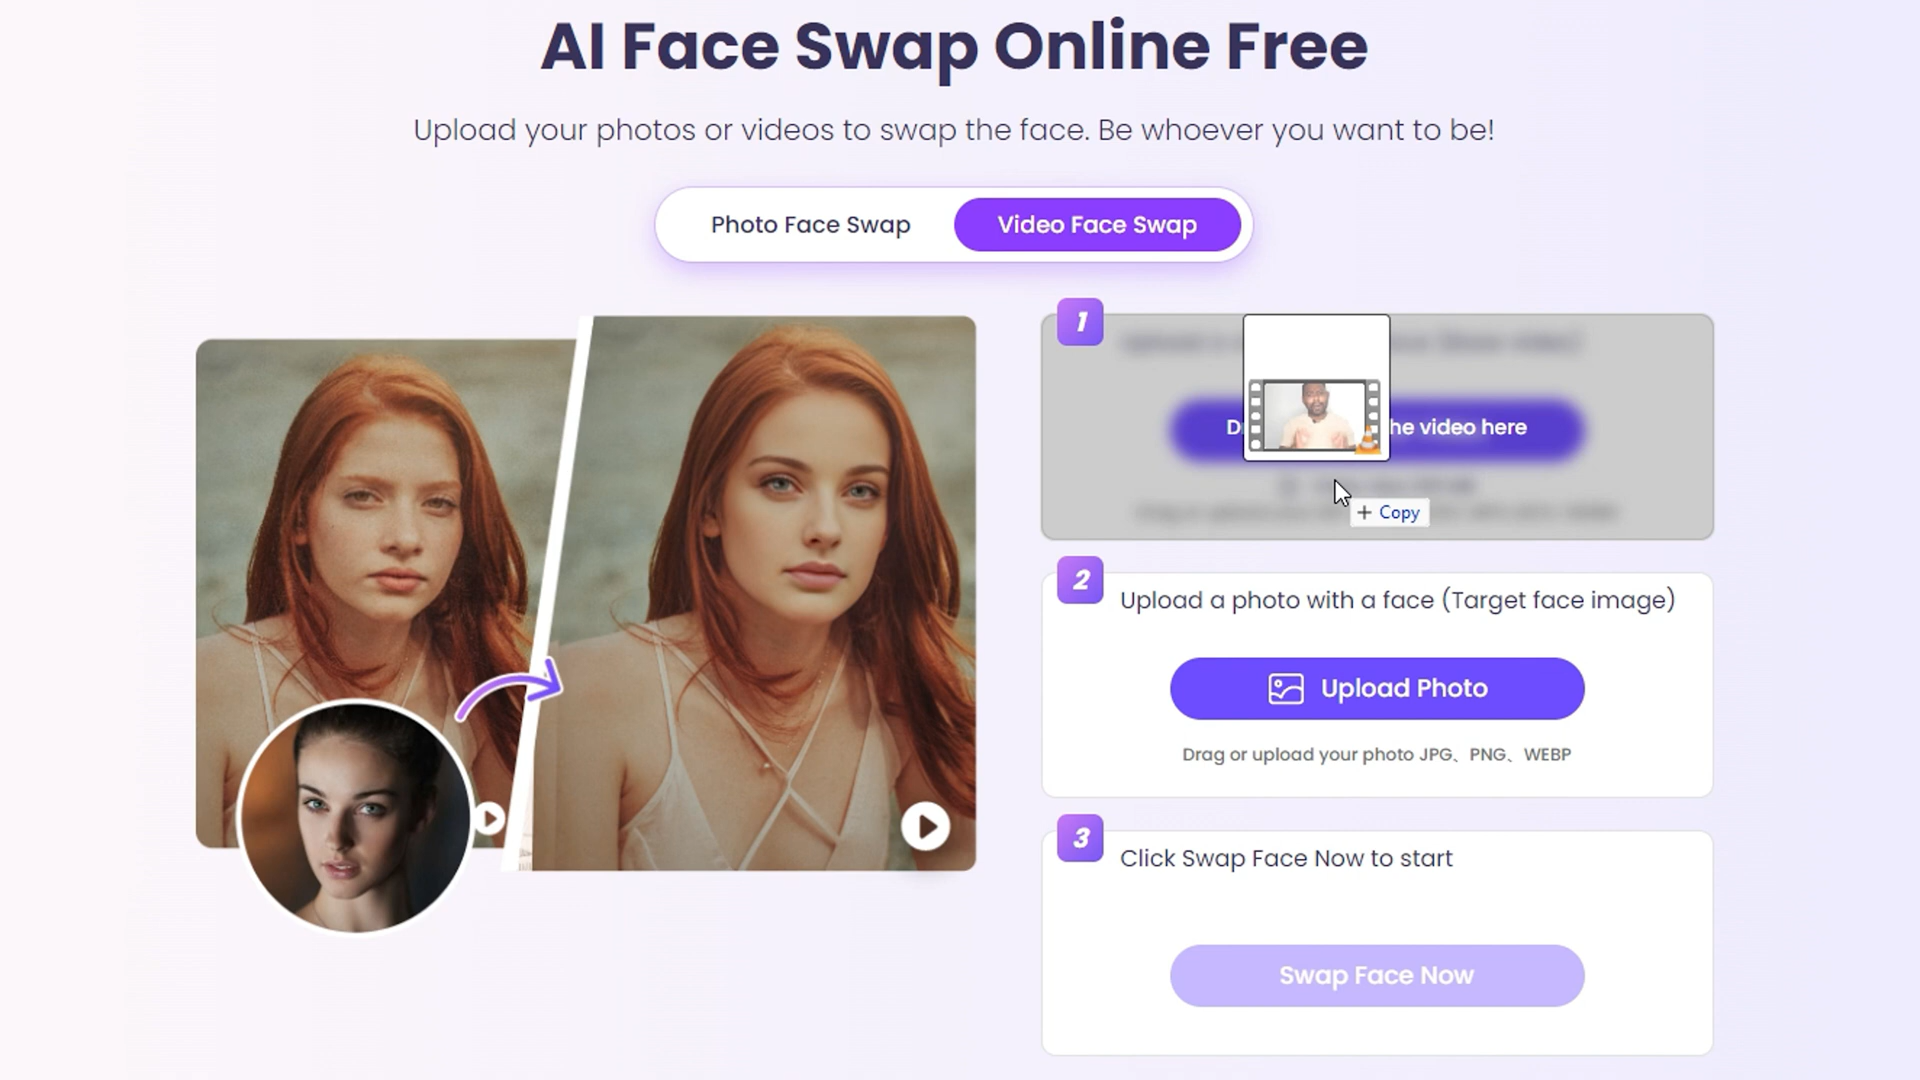 AI Face Swap Online Free
Upload your photos or videos to swap the face. Be whoever you want to be!
Photo Face Swap
Video Face Swap
1
he video here
+ Copy
2
Upload a photo with a face (Target face image)
Upload Photo
Drag or upload your photo JPG、PNG、WEBP
3
Click Swap Face Now to start
Swap Face Now